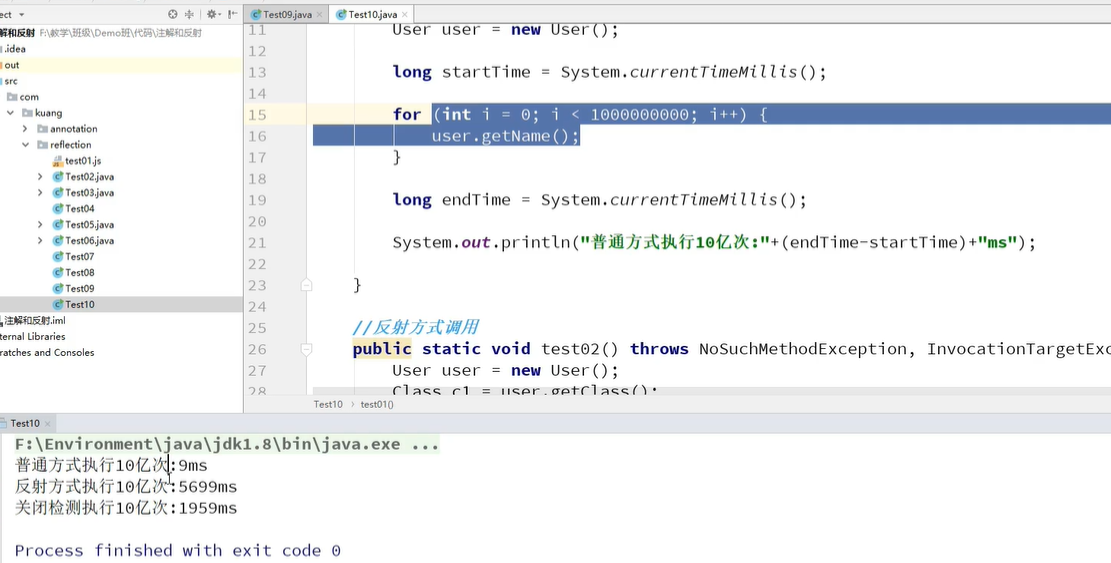 ect
Test09.java
Test10.java
解和反射 F:\教学\班级\Demo班\代码\注解和反射
.idea
out
src
com
kuang
annotation
reflection
test01.js
Test02.java
Test03.java
Test04
Test05.java
Test06.java
Test07
Test08
Test09
Test10
注解和反射.iml
ternal Libraries
ratches and Consoles
11 User user = new User();
12
13 long startTime = System.currentTimeMillis();
14
15 for (int i = 0; i < 1000000000; i++) {
16 user.getName();
17 }
18
19 long endTime = System.currentTimeMillis();
20
21 System.out.println("普通方式执行10亿次:"+(endTime-startTime)+"ms");
22
23 }
24
25 //反射方式调用
26 public static void test02() throws NoSuchMethodException, InvocationTargetExc
27 User user = new User();
28 Class c1 = user.getClass();
Test10 › test01()
Test10
F:\Environment\java\jdk1.8\bin\java.exe ...
普通方式执行10亿次:9ms
反射方式执行10亿次:5699ms
关闭检测执行10亿次:1959ms
Process finished with exit code 0